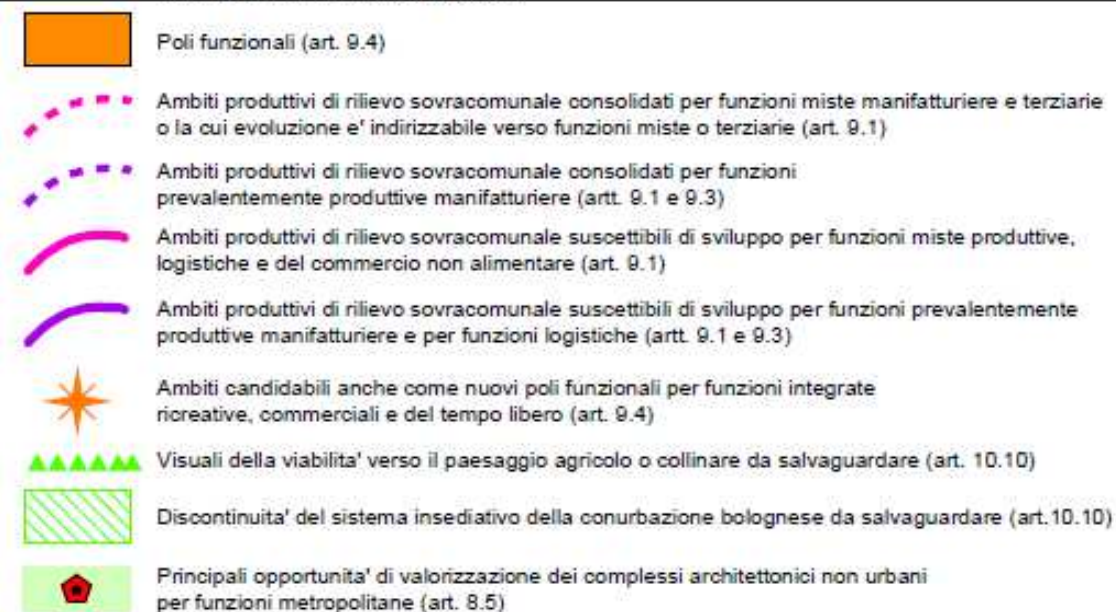 Poli funzionali (art. 9.4)
Ambiti produttivi di rilievo sovracomunale consolidati per funzioni miste manifatturiere e terziarie
o la cui evoluzione e' indirizzabile verso funzioni miste o terziarie (art. 9.1)
Ambiti produttivi di rilievo sovracomunale consolidati per funzioni
prevalentemente produttive manifatturiere (artt. 9.1 e 9.3)
Ambiti produttivi di rilievo sovracomunale suscettibili di sviluppo per funzioni miste produttive,
logistiche e del commercio non alimentare (art. 9.1)
Ambiti produttivi di rilievo sovracomunale suscettibili di sviluppo per funzioni prevalentemente
produttive manifatturiere e per funzioni logistiche (artt. 9.1 e 9.3)
Ambiti candidabili anche come nuovi poli funzionali per funzioni integrate
ricreative, commerciali e del tempo libero (art. 9.4)
Visuali della viabilita' verso il paesaggio agricolo o collinare da salvaguardare (art. 10.10)
Discontinuita' del sistema insediativo della conurbazione bolognese da salvaguardare (art.10.10)
Principali opportunita' di valorizzazione dei complessi architettonici non urbani
per funzioni metropolitane (art. 8.5)